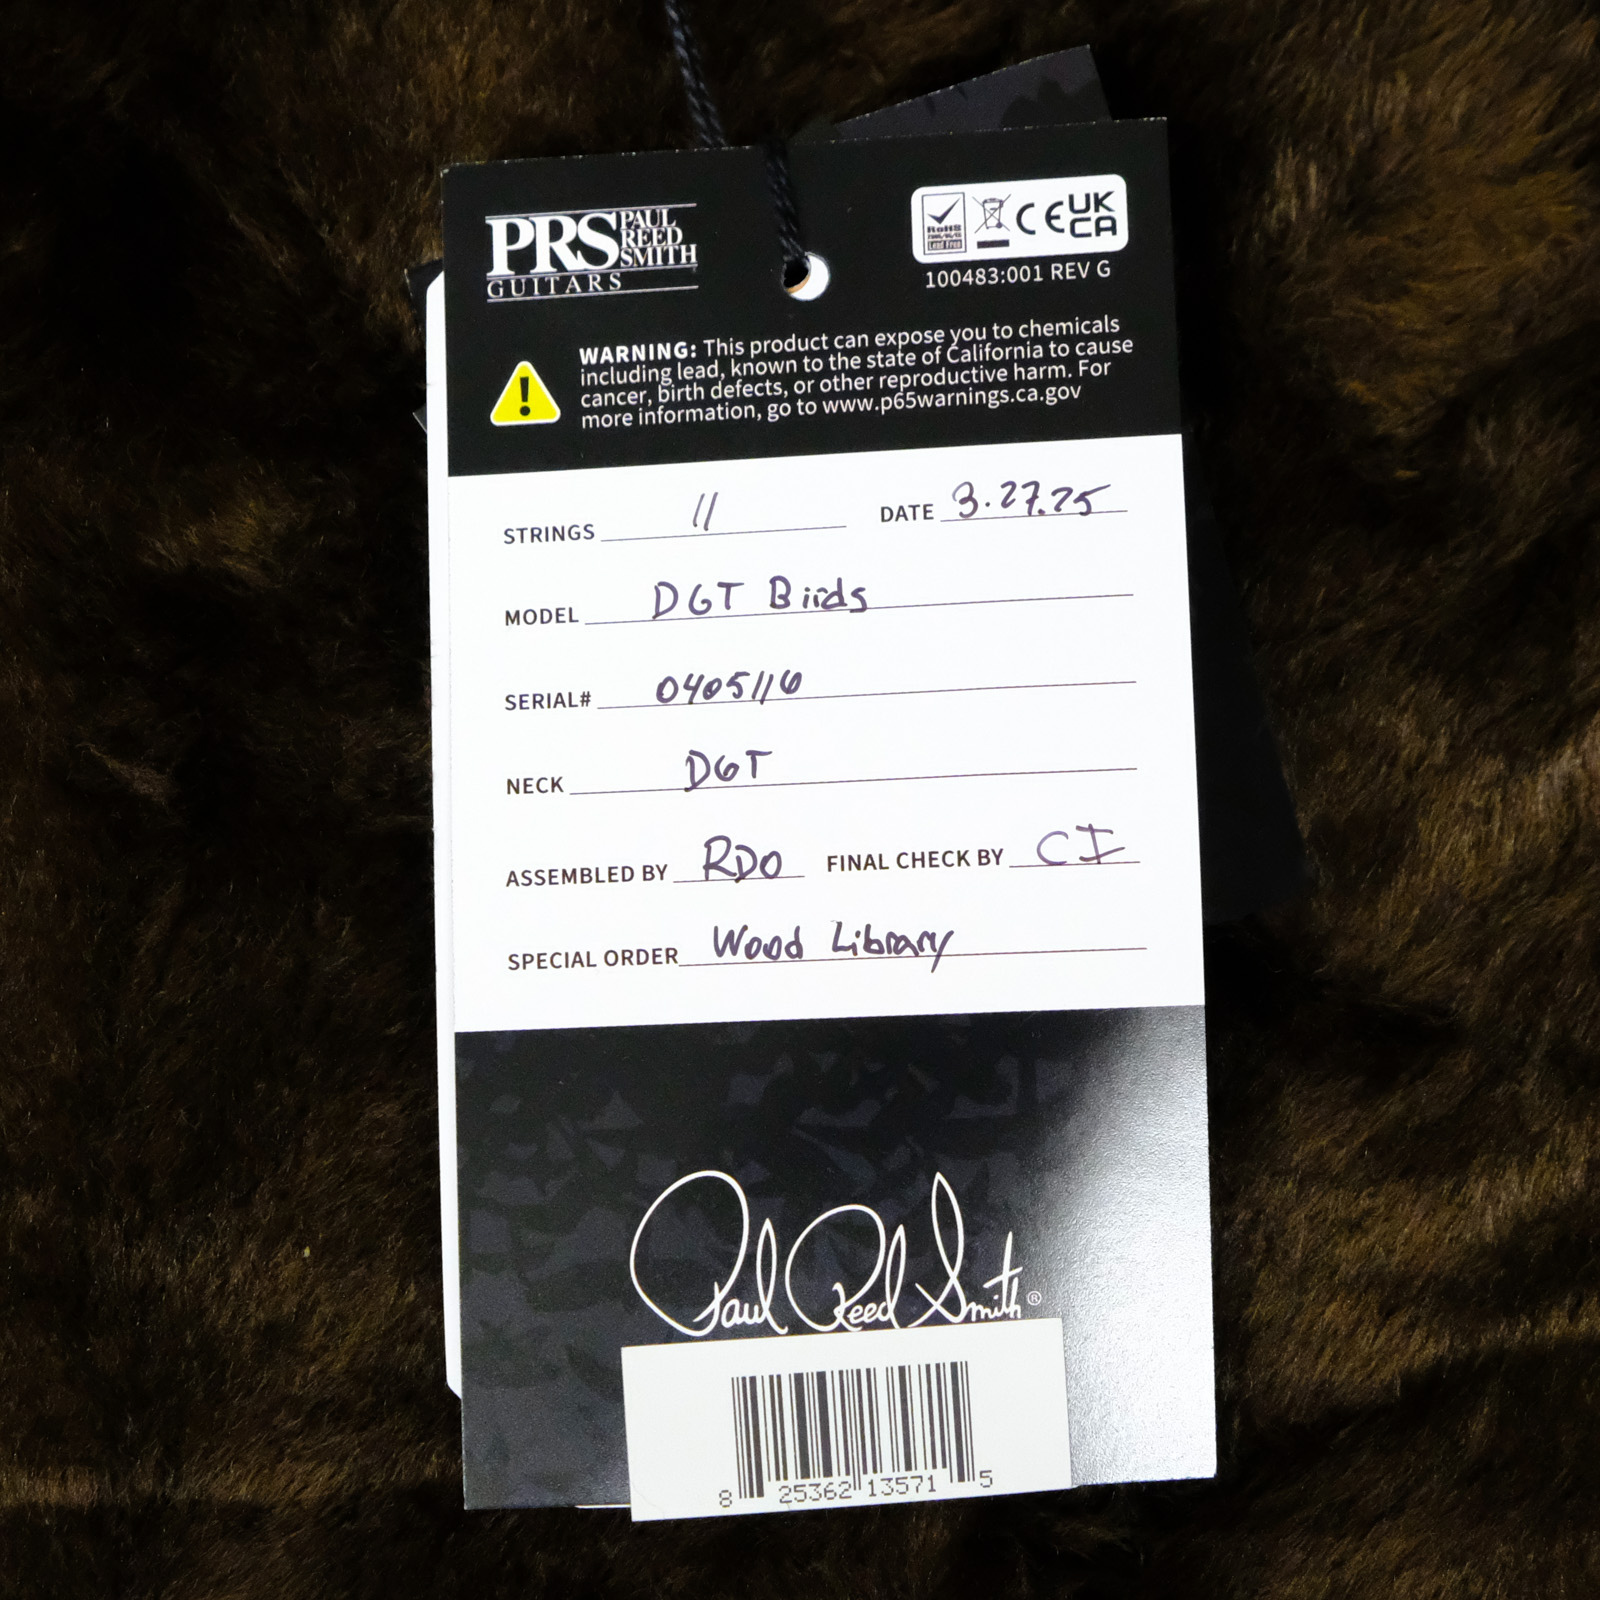 PRS PAUL REED SMITH
GUITARS
RoHS
Lead Free
CE UK CA
100483:001 REV G
WARNING: This product can expose you to chemicals
including lead, known to the state of California to cause
cancer, birth defects, or other reproductive harm. For
more information, go to www.p65warnings.ca.gov
STRINGS 11 DATE 3.27.25
MODEL DGT Birds
SERIAL# 0405116
NECK DGT
ASSEMBLED BY RDO FINAL CHECK BY CI
SPECIAL ORDER Wood Library
Paul Reed Smith ®
8 25362 13571 5